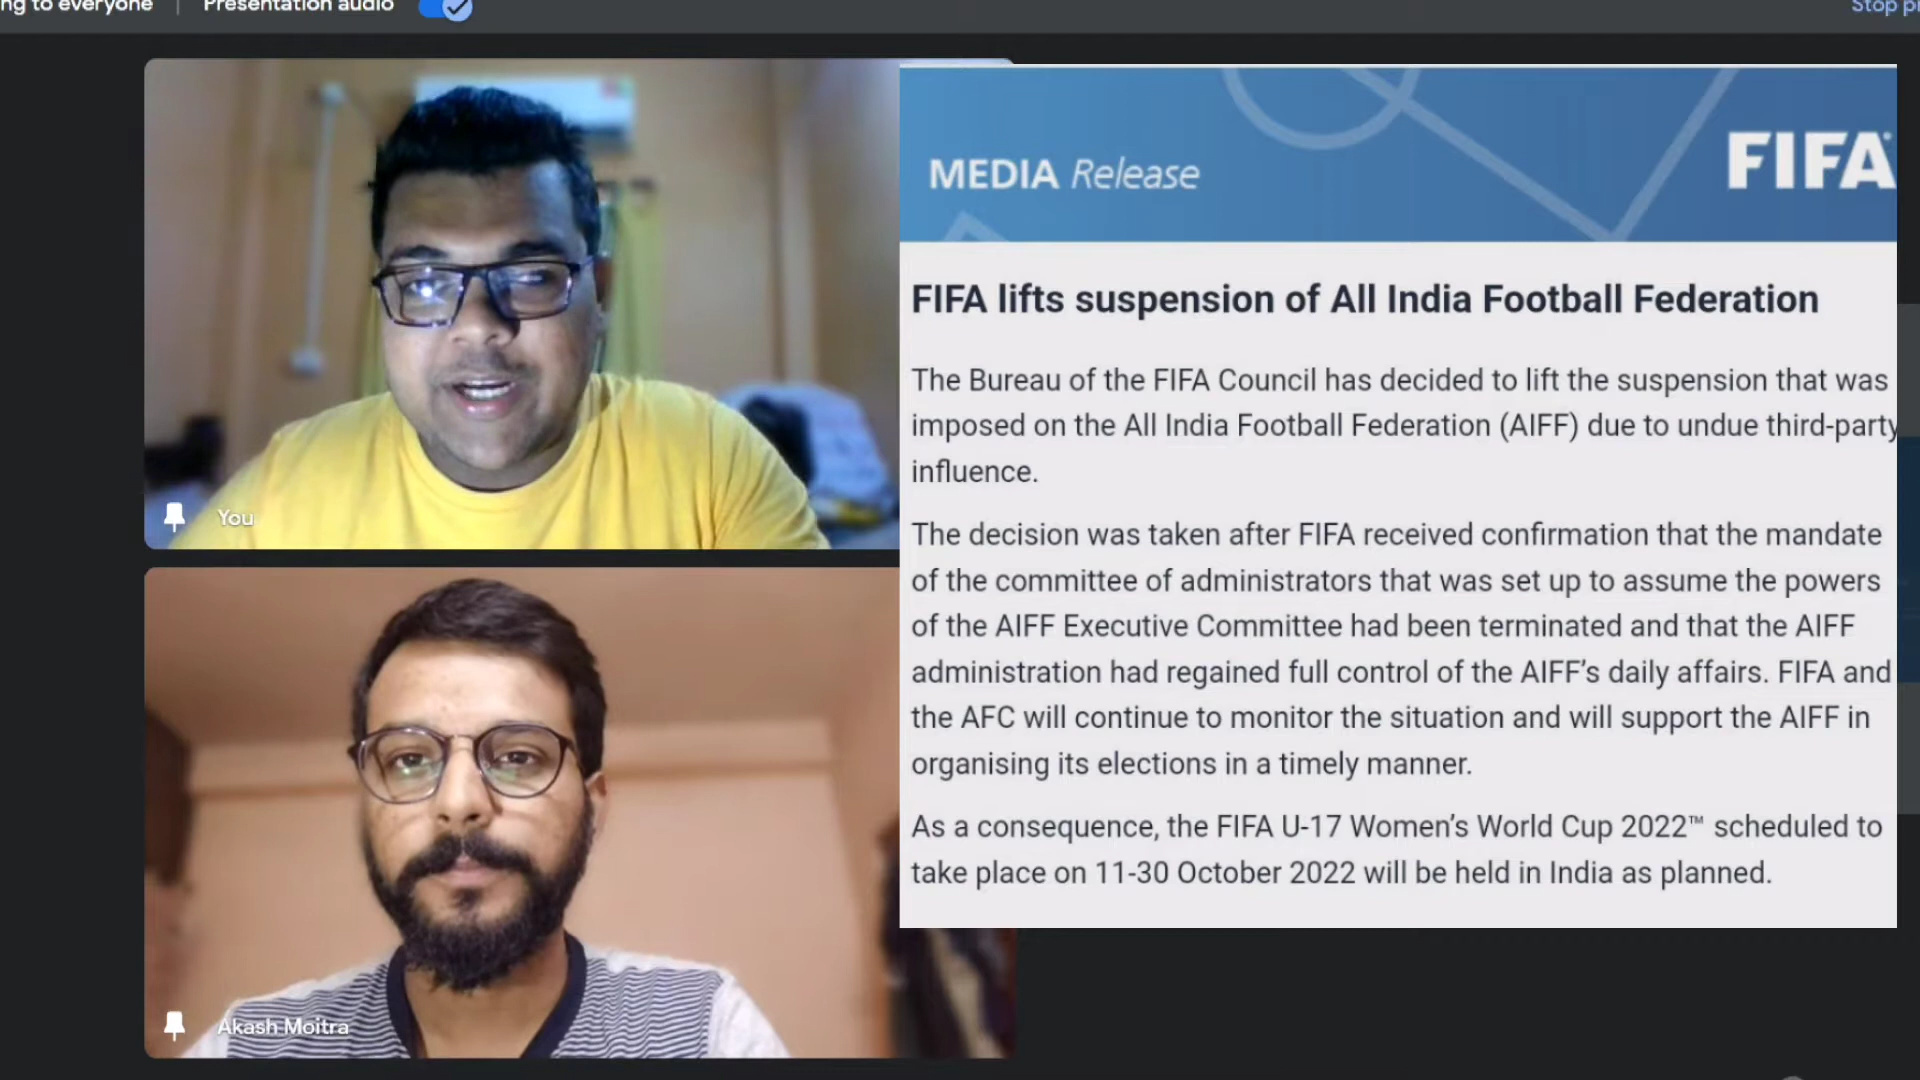 ng to everyone
Presentation audio
Stop pr
MEDIA Release
FIFA
FIFA lifts suspension of All India Football Federation
The Bureau of the FIFA Council has decided to lift the suspension that was
imposed on the All India Football Federation (AIFF) due to undue third-party
influence.
The decision was taken after FIFA received confirmation that the mandate
of the committee of administrators that was set up to assume the powers
of the AIFF Executive Committee had been terminated and that the AIFF
administration had regained full control of the AIFF’s daily affairs. FIFA and
the AFC will continue to monitor the situation and will support the AIFF in
organising its elections in a timely manner.
As a consequence, the FIFA U-17 Women’s World Cup 2022™ scheduled to
take place on 11-30 October 2022 will be held in India as planned.
You
Akash Moitra